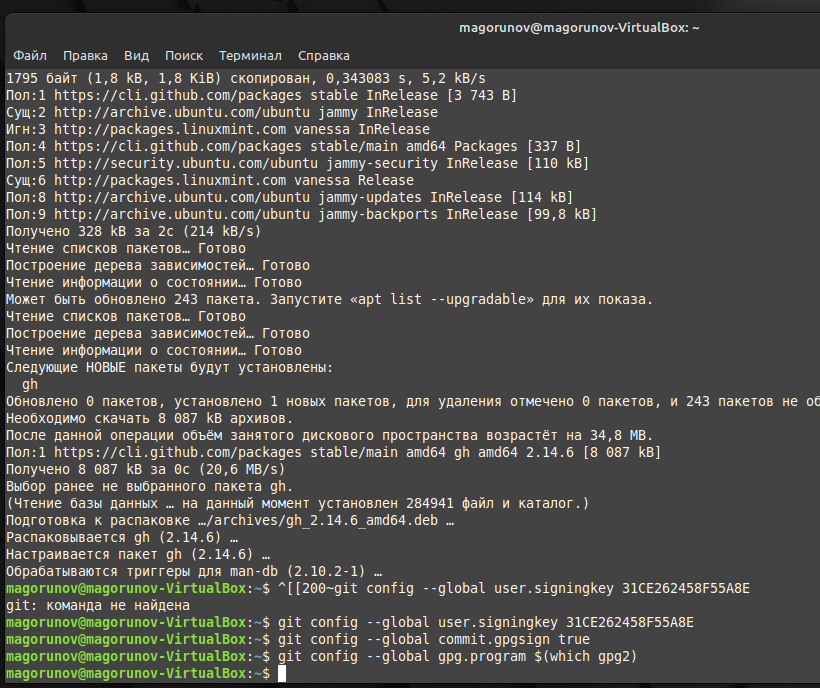 magorunov@magorunov-VirtualBox: ~
Файл Правка Вид Поиск Терминал Справка
1795 байт (1,8 kB, 1,8 KiB) скопирован, 0,343083 s, 5,2 kB/s
Пол:1 https://cli.github.com/packages stable InRelease [3 743 B]
Сущ:2 http://archive.ubuntu.com/ubuntu jammy InRelease
Игн:3 http://packages.linuxmint.com vanessa InRelease
Пол:4 https://cli.github.com/packages stable/main amd64 Packages [337 B]
Пол:5 http://security.ubuntu.com/ubuntu jammy-security InRelease [110 kB]
Сущ:6 http://packages.linuxmint.com vanessa Release
Пол:8 http://archive.ubuntu.com/ubuntu jammy-updates InRelease [114 kB]
Пол:9 http://archive.ubuntu.com/ubuntu jammy-backports InRelease [99,8 kB]
Получено 328 kB за 2с (214 kB/s)
Чтение списков пакетов… Готово
Построение дерева зависимостей… Готово
Чтение информации о состоянии… Готово
Может быть обновлено 243 пакета. Запустите «apt list --upgradable» для их показа.
Чтение списков пакетов… Готово
Построение дерева зависимостей… Готово
Чтение информации о состоянии… Готово
Следующие НОВЫЕ пакеты будут установлены:
gh
Обновлено 0 пакетов, установлено 1 новых пакетов, для удаления отмечено 0 пакетов, и 243 пакетов не об
Необходимо скачать 8 087 kB архивов.
После данной операции объём занятого дискового пространства возрастёт на 34,8 MB.
Пол:1 https://cli.github.com/packages stable/main amd64 gh amd64 2.14.6 [8 087 kB]
Получено 8 087 kB за 0с (20,6 MB/s)
Выбор ранее не выбранного пакета gh.
(Чтение базы данных … на данный момент установлен 284941 файл и каталог.)
Подготовка к распаковке …/archives/gh_2.14.6_amd64.deb …
Распаковывается gh (2.14.6) …
Настраивается пакет gh (2.14.6) …
Обрабатываются триггеры для man-db (2.10.2-1) …
magorunov@magorunov-VirtualBox:~$ ^[[200~git config --global user.signingkey 31CE262458F55A8E
git: команда не найдена
magorunov@magorunov-VirtualBox:~$ git config --global user.signingkey 31CE262458F55A8E
magorunov@magorunov-VirtualBox:~$ git config --global commit.gpgsign true
magorunov@magorunov-VirtualBox:~$ git config --global gpg.program $(which gpg2)
magorunov@magorunov-VirtualBox:~$